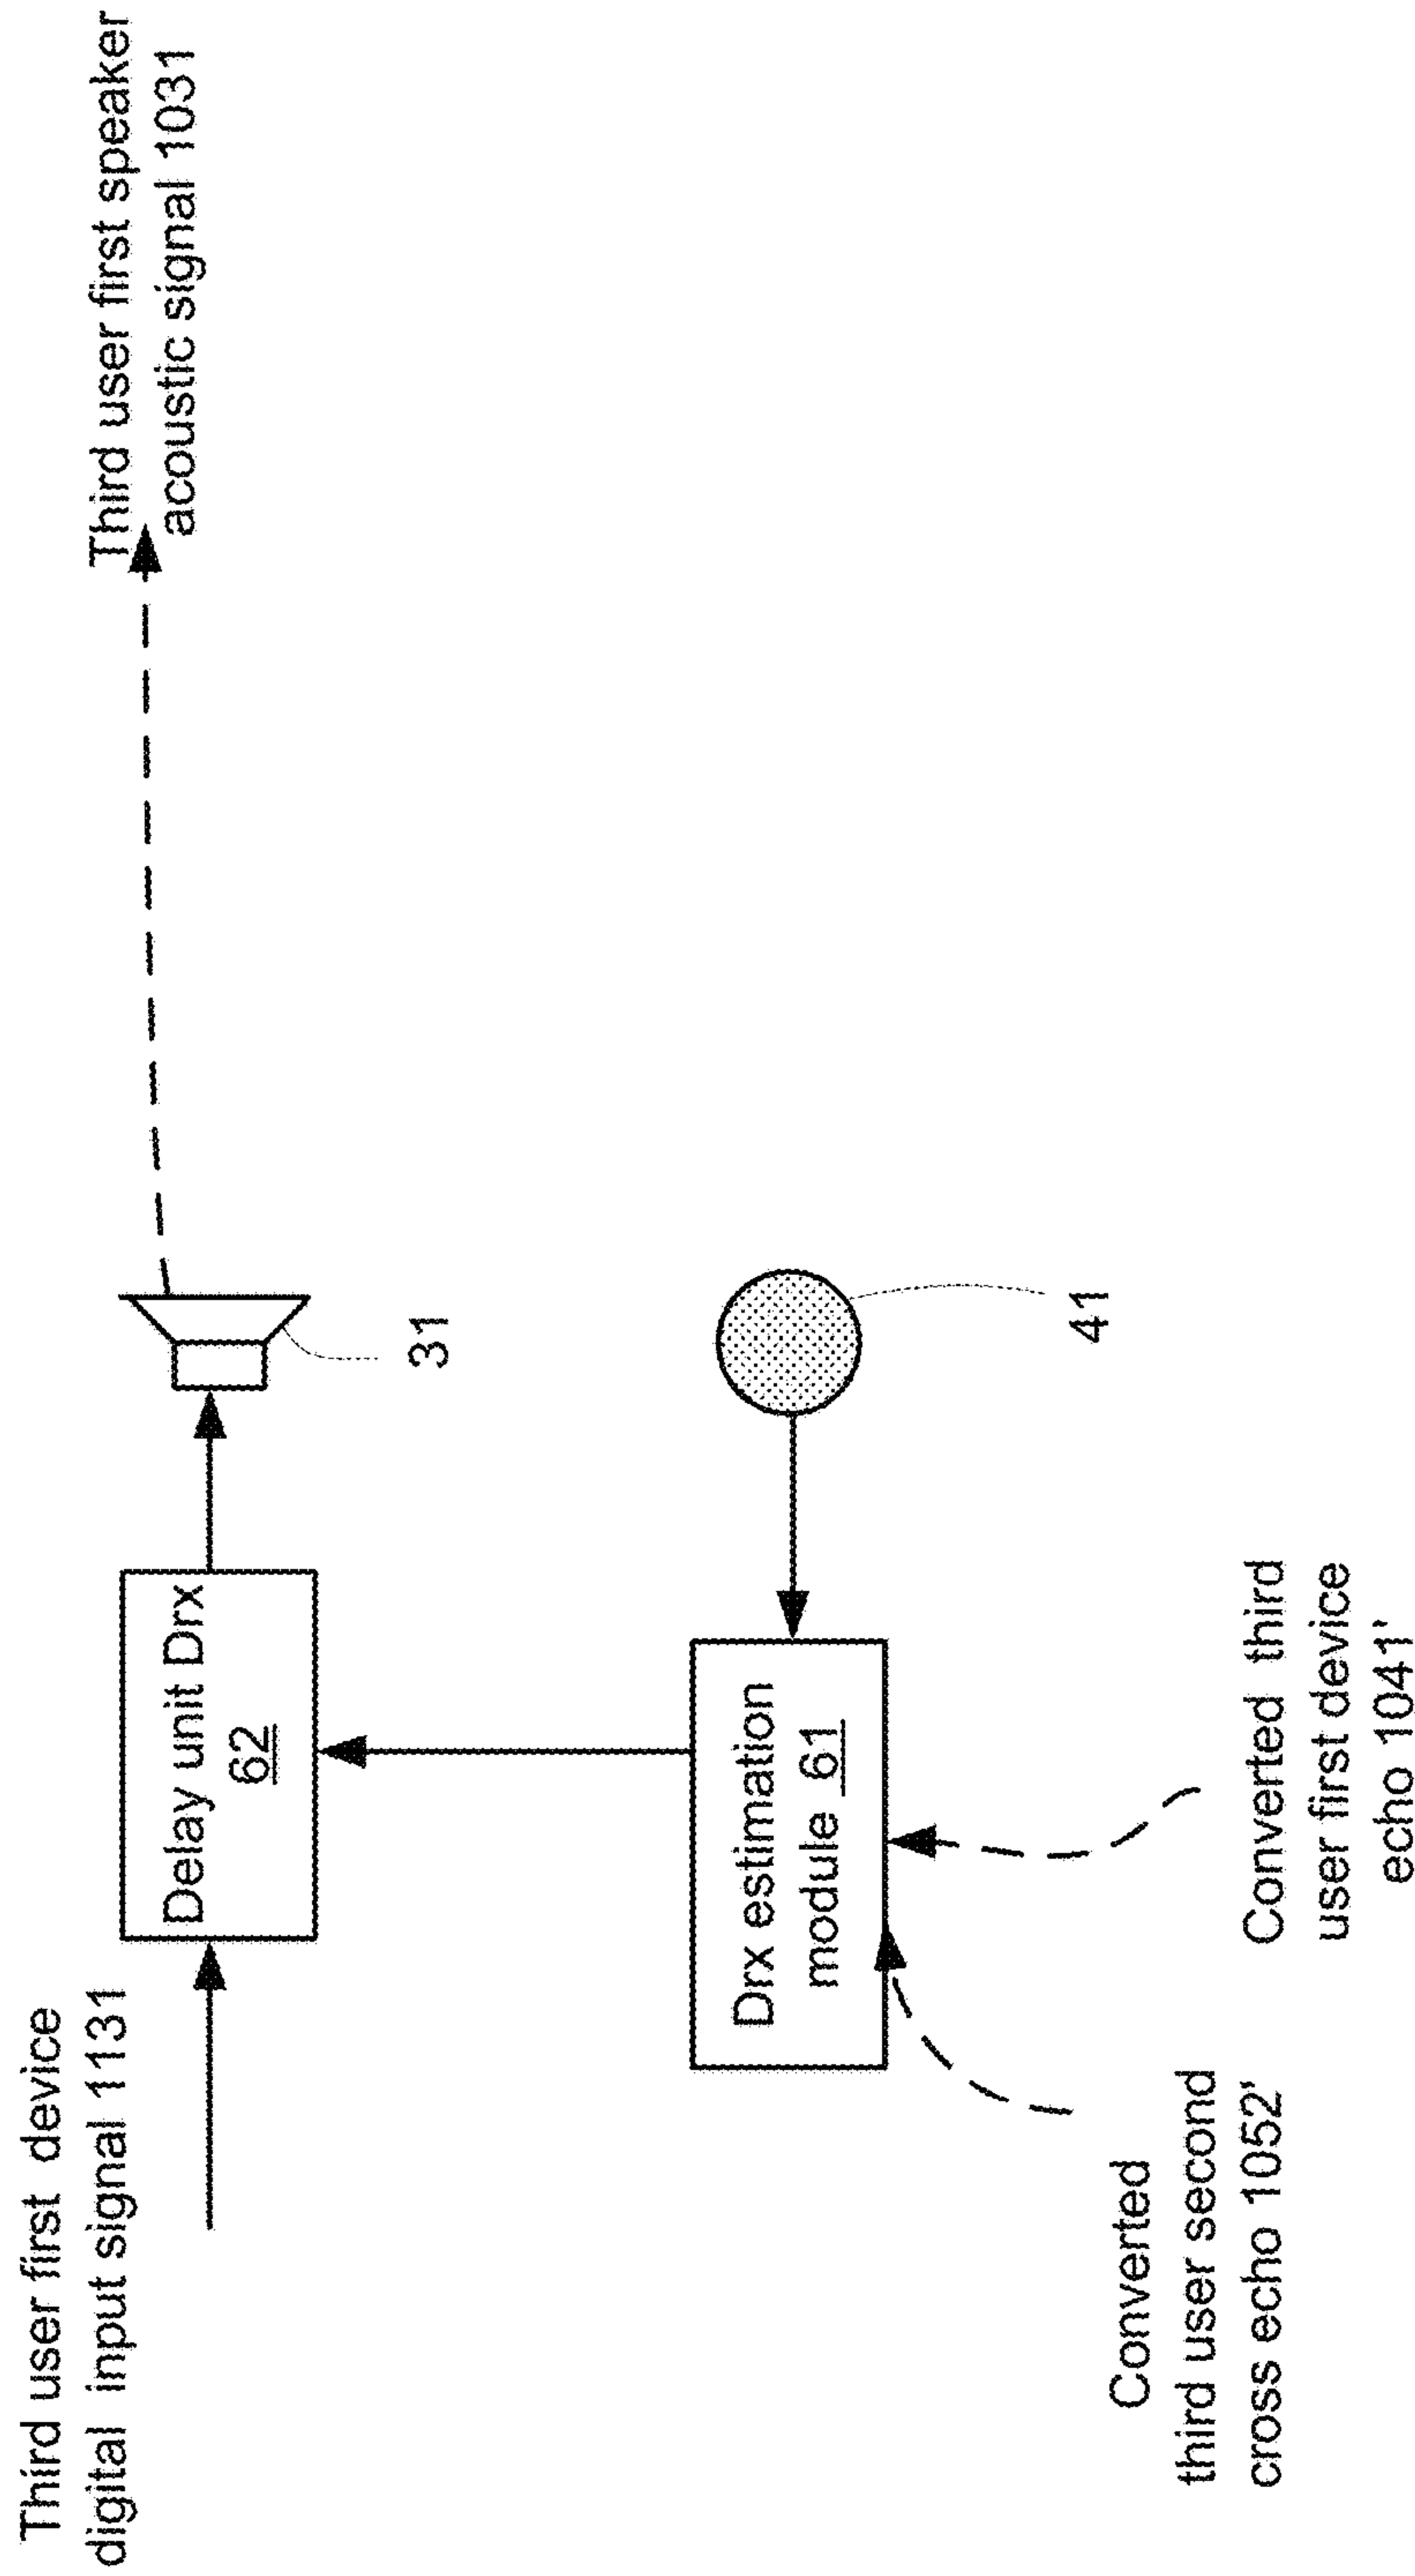 Third user first device
digital input signal 1131
Delay unit Drx
62
31
Third user first speaker
acoustic signal 1031
Drx estimation
module 61
41
Converted
third user second
cross echo 1052'
Converted third
user first device
echo 1041'